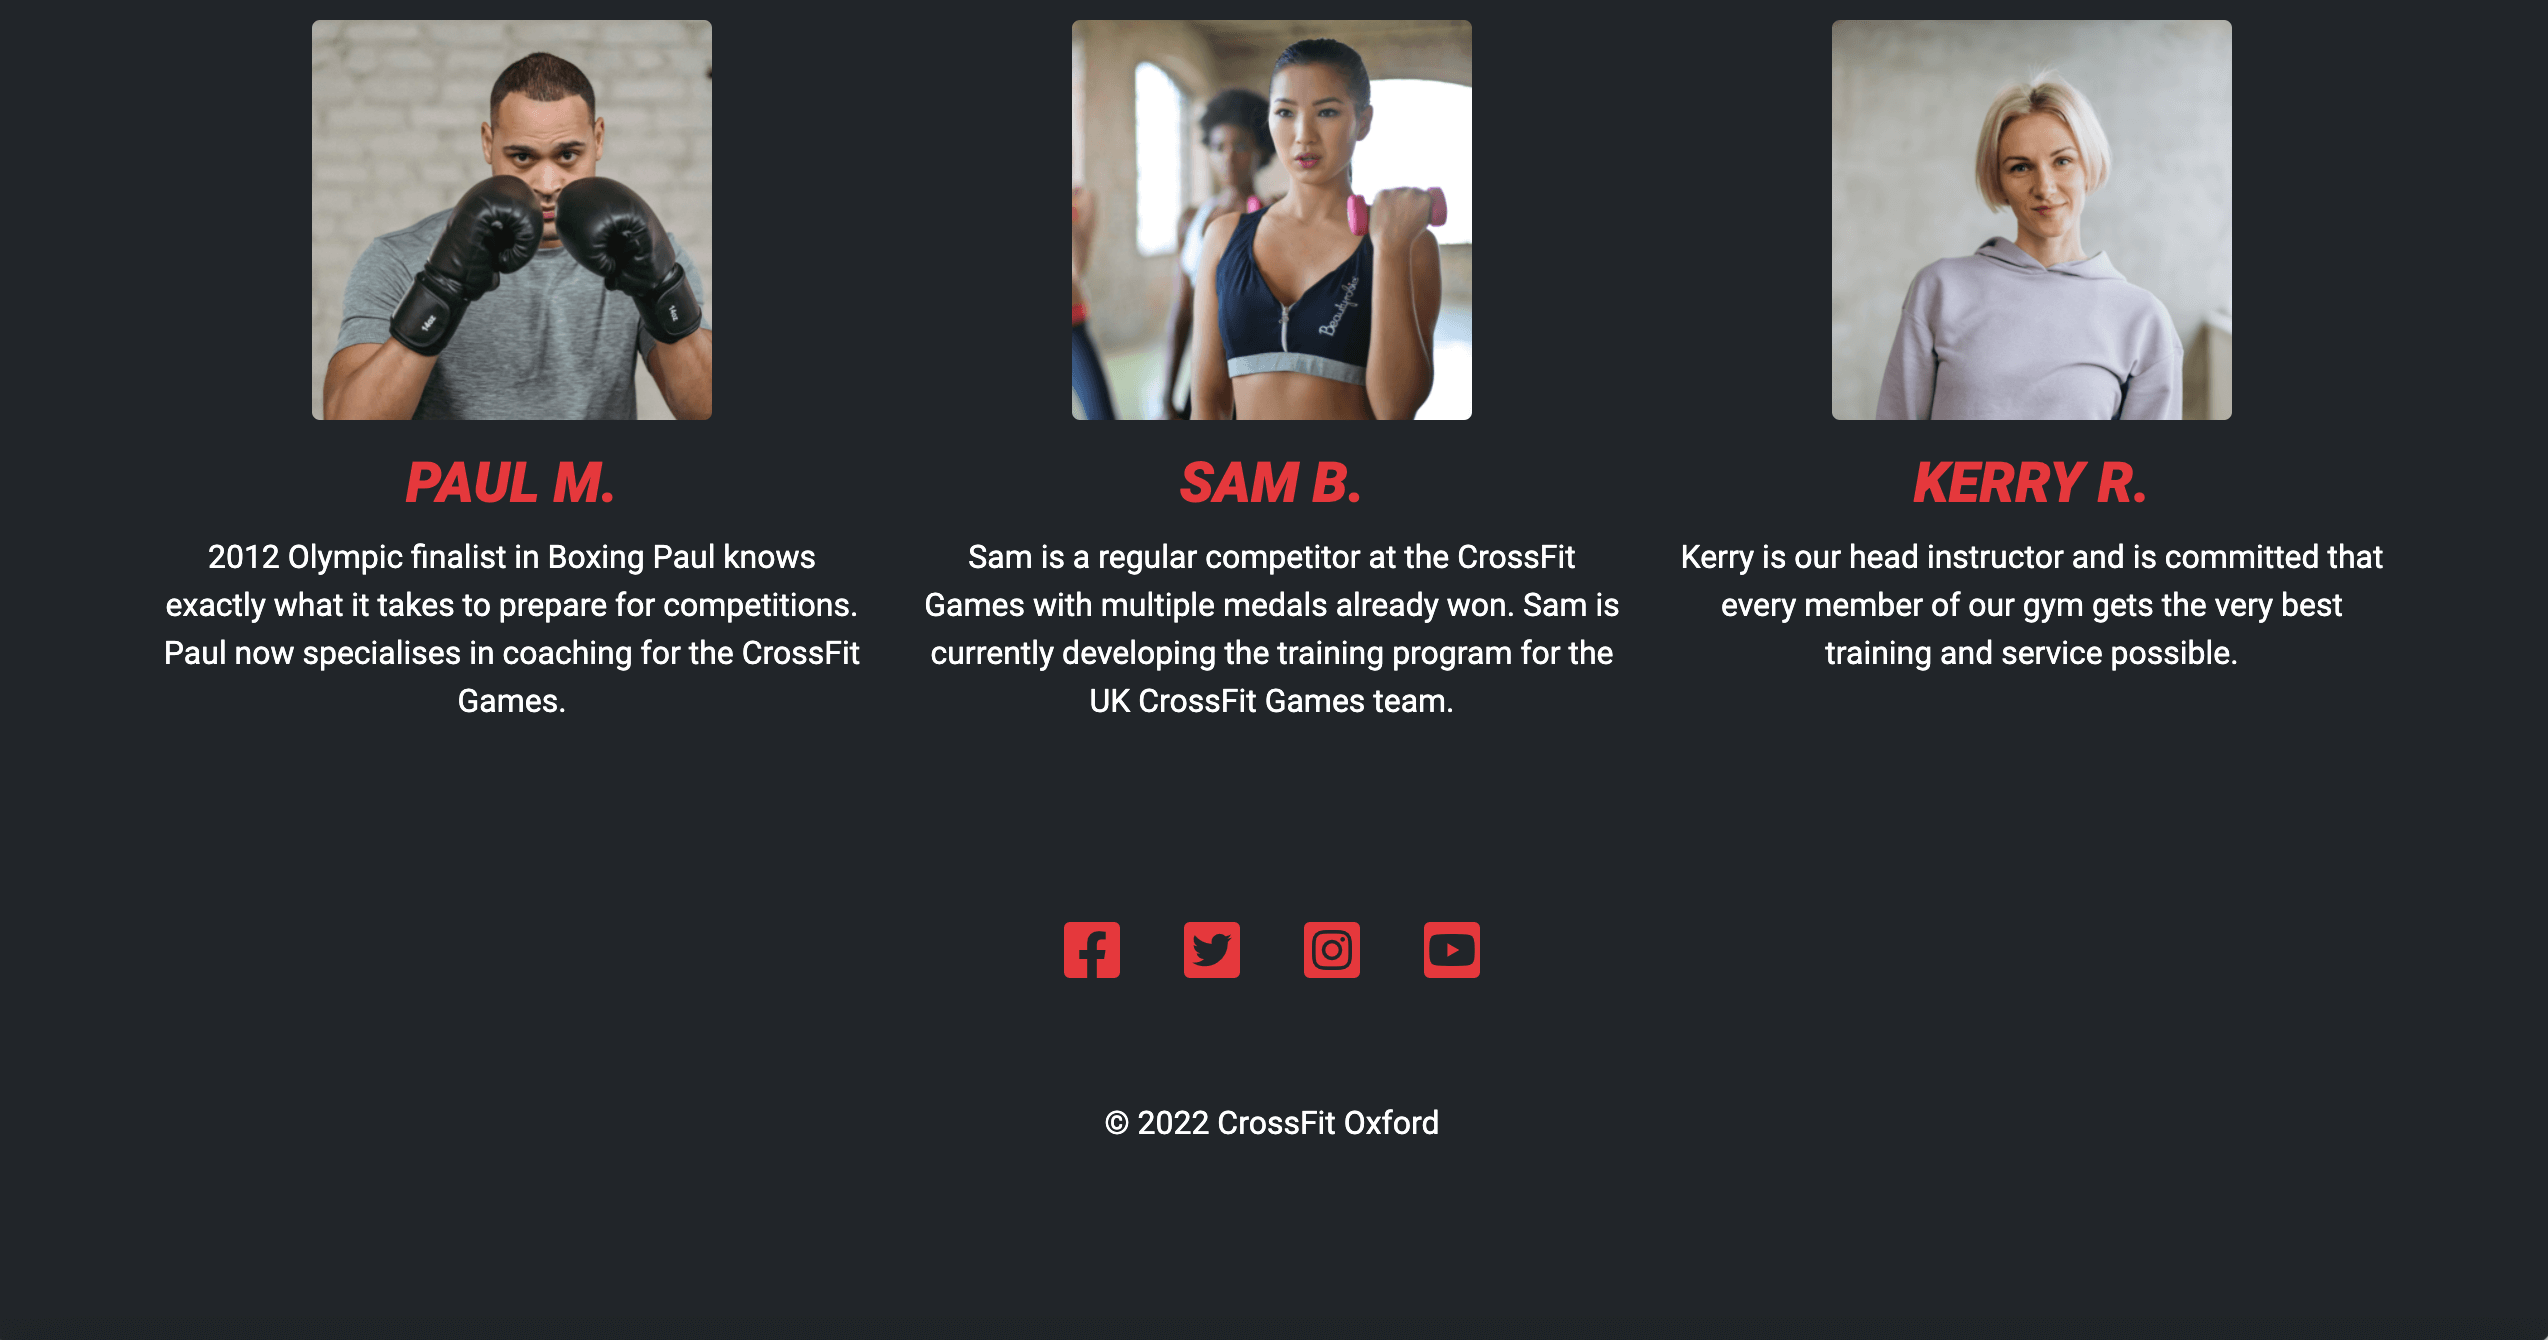 14oz
14oz
Beautyrobics
PAUL M.
2012 Olympic finalist in Boxing Paul knows
exactly what it takes to prepare for competitions.
Paul now specialises in coaching for the CrossFit
Games.
SAM B.
Sam is a regular competitor at the CrossFit
Games with multiple medals already won. Sam is
currently developing the training program for the
UK CrossFit Games team.
KERRY R.
Kerry is our head instructor and is committed that
every member of our gym gets the very best
training and service possible.
© 2022 CrossFit Oxford